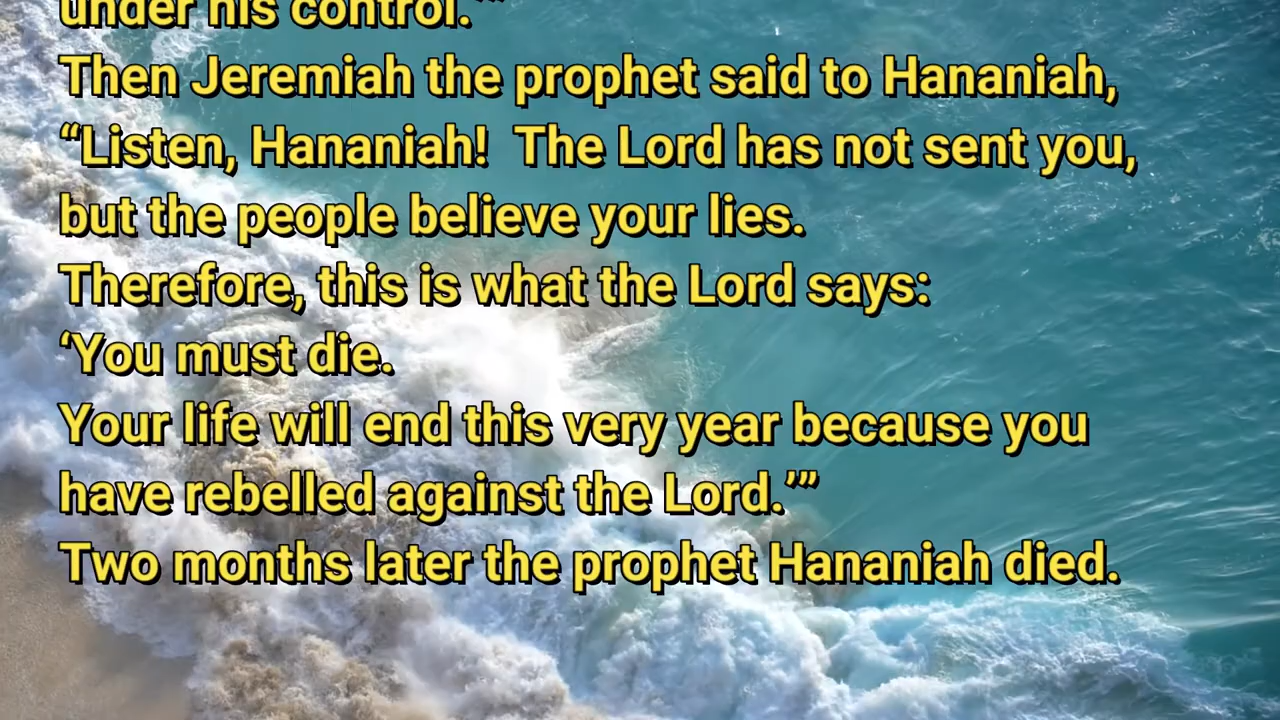 under his control.’”
Then Jeremiah the prophet said to Hananiah,
“Listen, Hananiah!  The Lord has not sent you,
but the people believe your lies.
Therefore, this is what the Lord says:
‘You must die.
Your life will end this very year because you
have rebelled against the Lord.’”
Two months later the prophet Hananiah died.